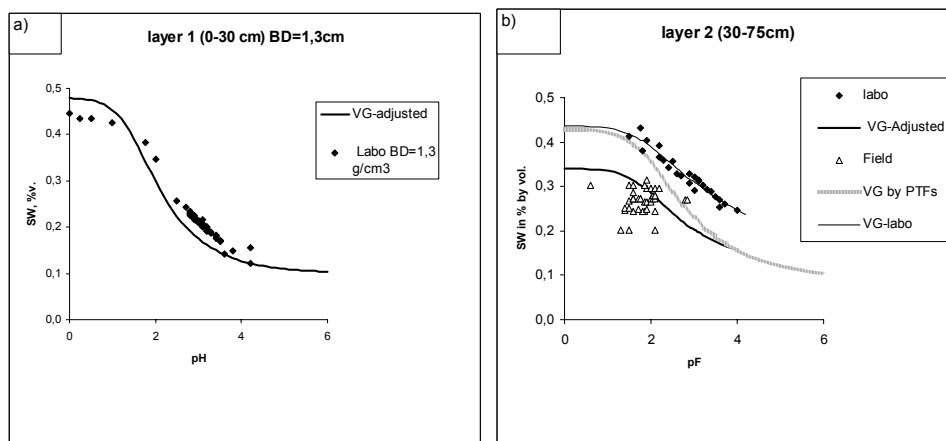 a)
layer 1 (0-30 cm) BD=1,3cm
0,5
0,4
0,3
0,2
0,1
0,0
0 2 4 6
pH
SW, %v.
VG-adjusted
Labo BD=1,3
g/cm3
b)
layer 2 (30-75cm)
0,5
0,4
0,3
0,2
0,1
0,0
0 2 4 6
pF
SW in % by vol.
labo
VG-Adjusted
Field
VG by PTFs
VG-labo